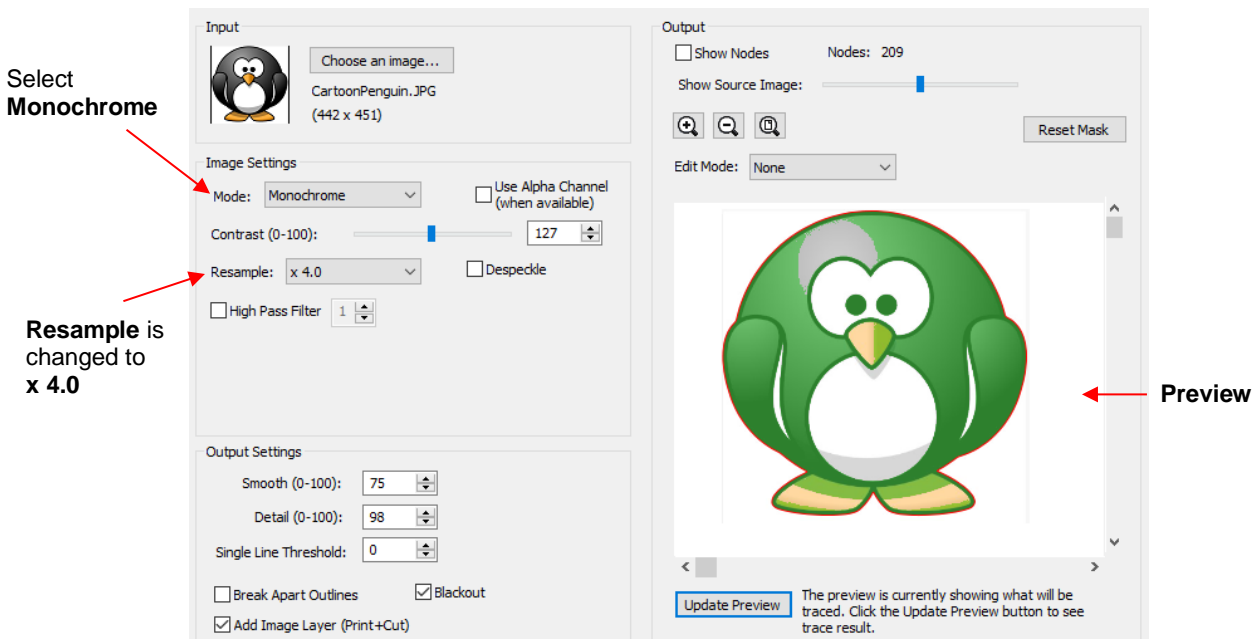 Select
Monochrome
Resample is
changed to
x 4.0
Input
Choose an image...
CartoonPenguin.JPG
(442 x 451)
Image Settings
Mode: Monochrome
Use Alpha Channel
(when available)
Contrast (0-100): 127
Resample: x 4.0 Despeckle
High Pass Filter 1
Output Settings
Smooth (0-100): 75
Detail (0-100): 98
Single Line Threshold: 0
Break Apart Outlines Blackout
Add Image Layer (Print+Cut)
Output
Show Nodes Nodes: 209
Show Source Image:
Reset Mask
Edit Mode: None
Update Preview
The preview is currently showing what will be
traced. Click the Update Preview button to see
trace result.
Preview